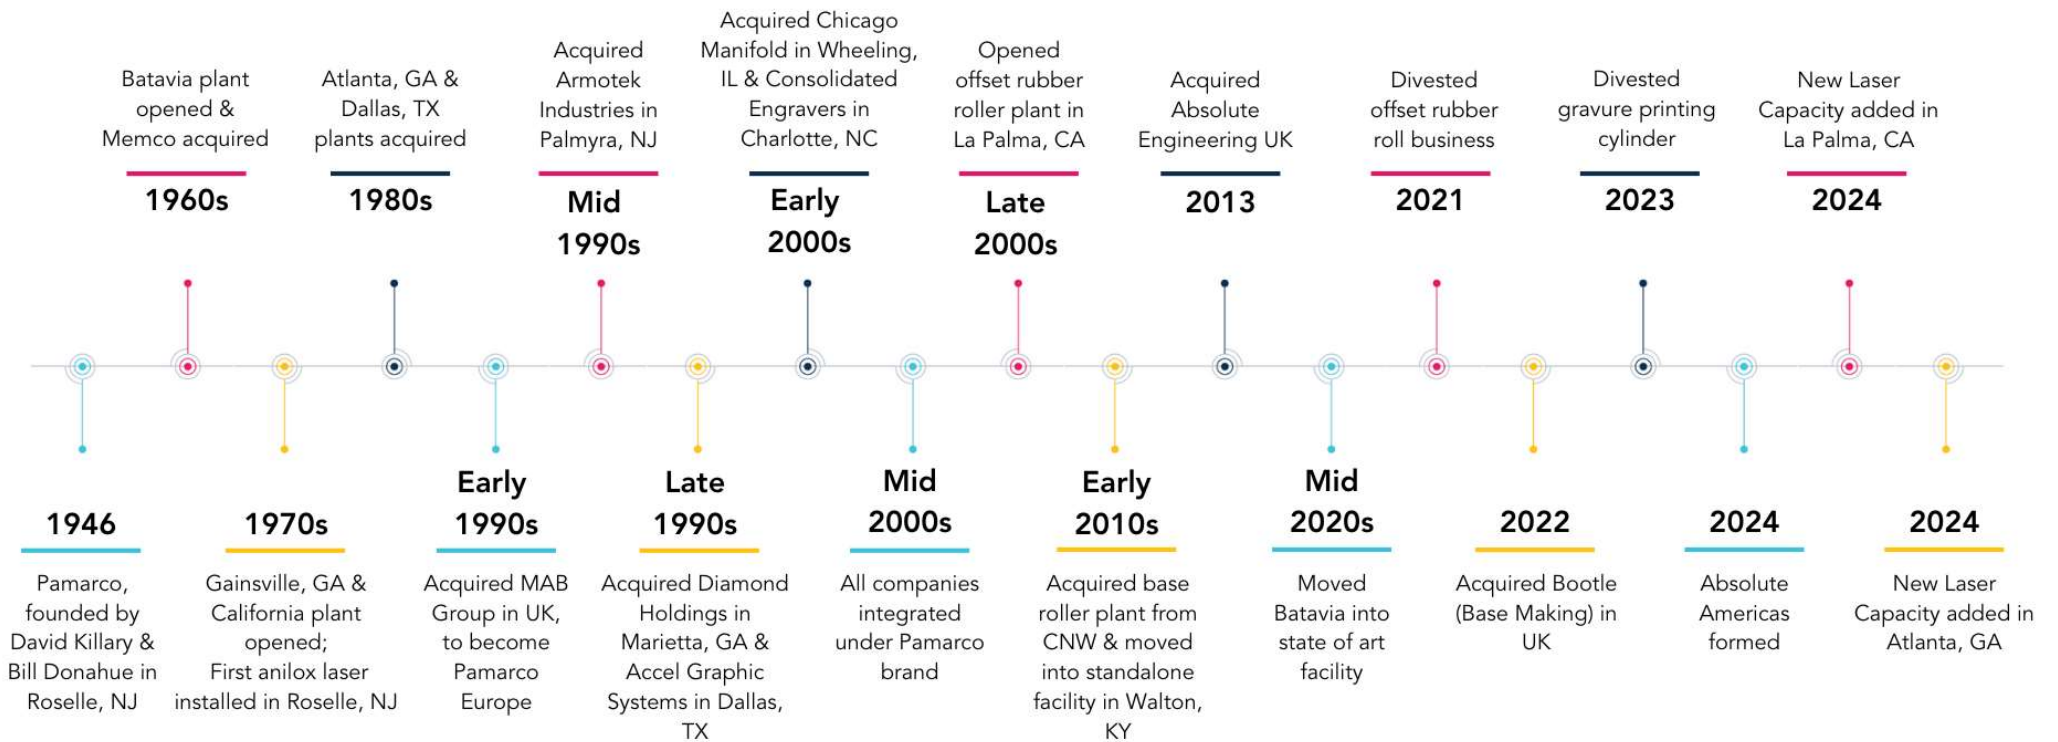 Batavia plant
opened &
Memco acquired
1960s
Atlanta, GA &
Dallas, TX
plants acquired
1980s
Acquired
Armotek
Industries in
Palmyra, NJ
Mid
1990s
Acquired Chicago
Manifold in Wheeling,
IL & Consolidated
Engravers in
Charlotte, NC
Early
2000s
Opened
offset rubber
roller plant in
La Palma, CA
Late
2000s
Acquired
Absolute
Engineering UK
2013
Divested
offset rubber
roll business
2021
Divested
gravure printing
cylinder
2023
New Laser
Capacity added in
La Palma, CA
2024
1946
Pamarco,
founded by
David Killary &
Bill Donahue in
Roselle, NJ
1970s
Gainsville, GA &
California plant
opened;
First anilox laser
installed in Roselle, NJ
Early
1990s
Acquired MAB
Group in UK,
to become
Pamarco
Europe
Late
1990s
Acquired Diamond
Holdings in
Marietta, GA &
Accel Graphic
Systems in Dallas,
TX
Mid
2000s
All companies
integrated
under Pamarco
brand
Early
2010s
Acquired base
roller plant from
CNW & moved
into standalone
facility in Walton,
KY
Mid
2020s
Moved
Batavia into
state of art
facility
2022
Acquired Bootle
(Base Making) in
UK
2024
Absolute
Americas
formed
2024
New Laser
Capacity added in
Atlanta, GA